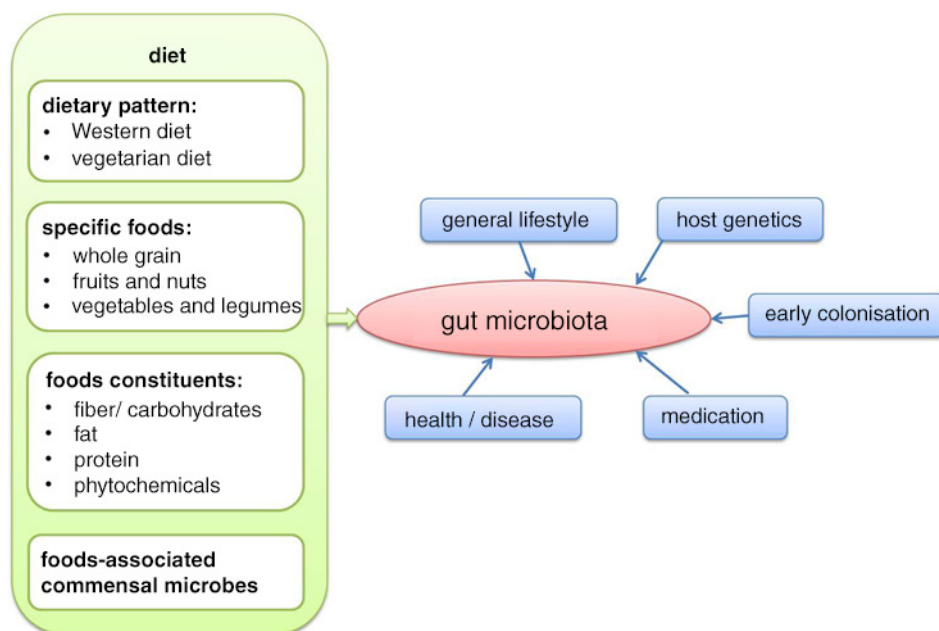 diet
dietary pattern:
• Western diet
• vegetarian diet
specific foods:
• whole grain
• fruits and nuts
• vegetables and legumes
foods constituents:
• fiber/ carbohydrates
• fat
• protein
• phytochemicals
foods-associated
commensal microbes
general lifestyle
host genetics
gut microbiota
early colonisation
health / disease
medication